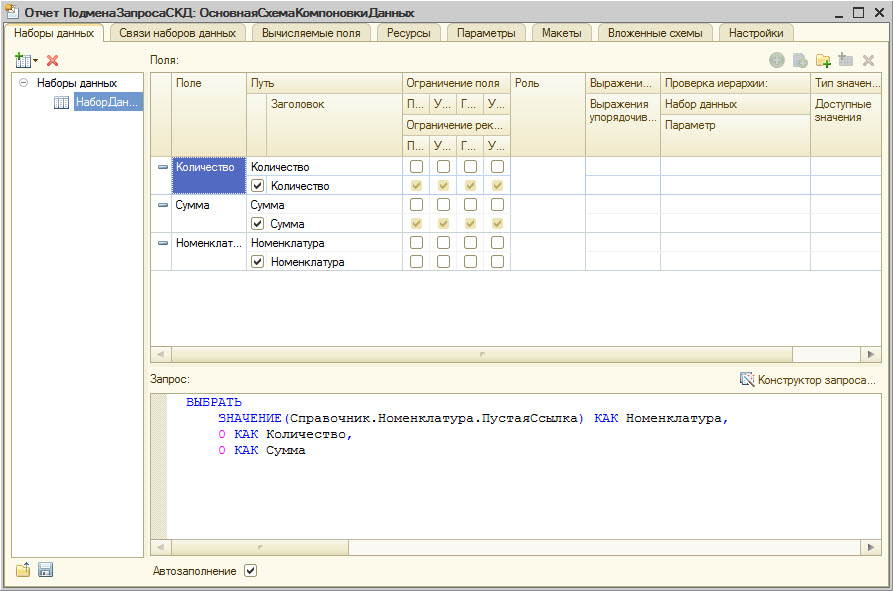 Отчет ПодменаЗапросаСКД: ОсновнаяСхемаКомпоновкиДанных
Наборы данных Связи наборов данных Вычисляемые поля Ресурсы Параметры Макеты Вложенные схемы Настройки
Поля:
Наборы данных
НаборДан...
Поле Путь Ограничение поля Роль Выражени... Проверка иерархии: Тип значен...
Заголовок П... У... Г... У... Выражения упорядочив... Набор данных Доступные значения
Ограничение рек... Параметр
П... У... Г... У...
Количество Количество
Количество
Сумма Сумма
Сумма
Номенклат... Номенклатура
Номенклатура
Запрос: Конструктор запроса...
ВЫБРАТЬ
ЗНАЧЕНИЕ(Справочник.Номенклатура.ПустаяСсылка) КАК Номенклатура,
0 КАК Количество,
0 КАК Сумма
Автозаполнение